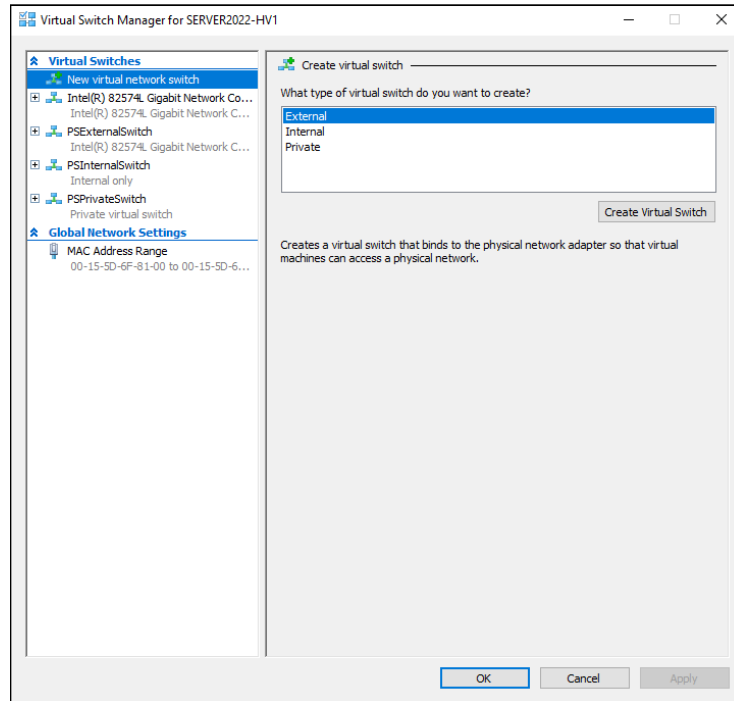 Virtual Switch Manager for SERVER2022-HV1
Virtual Switches
New virtual network switch
Intel(R) 82574L Gigabit Network Co...
Intel(R) 82574L Gigabit Network C...
PSExternalSwitch
Intel(R) 82574L Gigabit Network C...
PSInternalSwitch
Internal only
PSPrivateSwitch
Private virtual switch
Global Network Settings
MAC Address Range
00-15-5D-6F-81-00 to 00-15-5D-6...
Create virtual switch
What type of virtual switch do you want to create?
External
Internal
Private
Create Virtual Switch
Creates a virtual switch that binds to the physical network adapter so that virtual
machines can access a physical network.
OK
Cancel
Apply